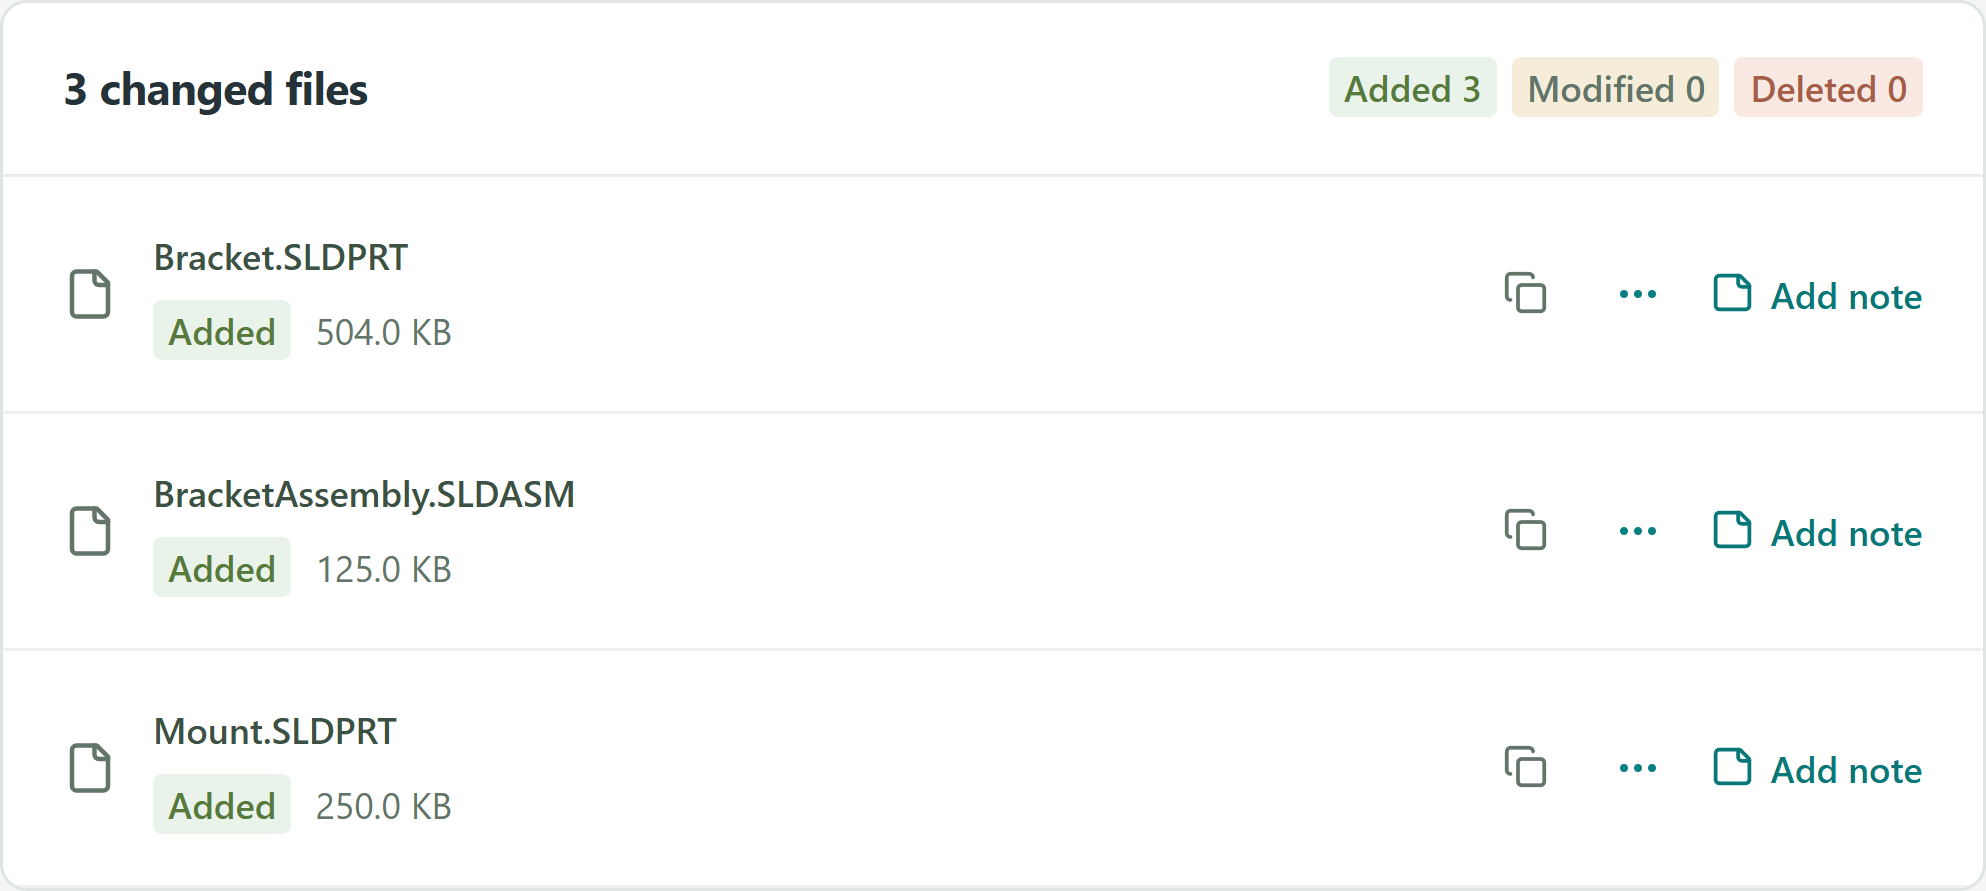 3 changed files
Added 3 Modified 0 Deleted 0
Bracket.SLDPRT
Added 504.0 KB
Add note
BracketAssembly.SLDASM
Added 125.0 KB
Add note
Mount.SLDPRT
Added 250.0 KB
Add note